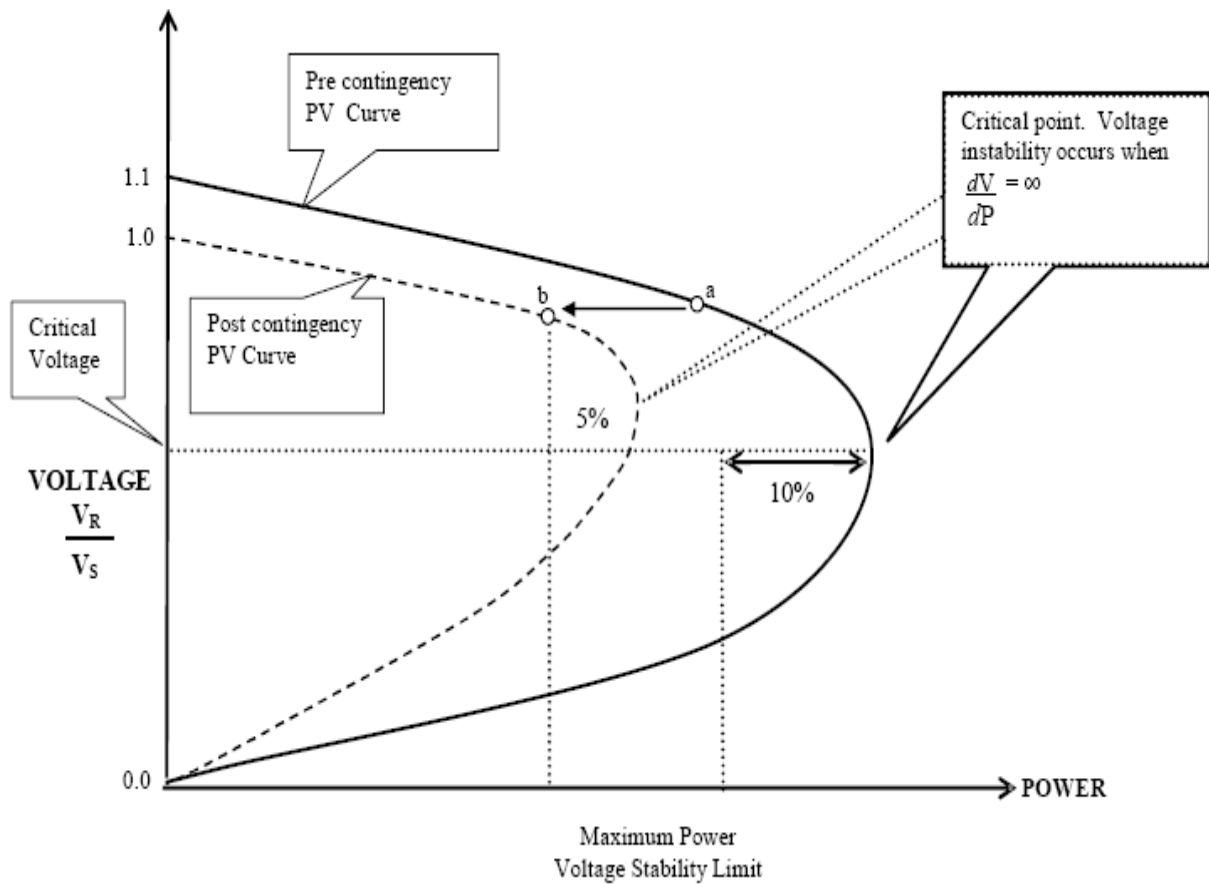 Pre contingency
PV Curve
Critical point. Voltage
instability occurs when
dV
dP
= ∞
1.1
1.0
b
a
Critical
Voltage
Post contingency
PV Curve
5%
VOLTAGE
V_R
V_S
10%
0.0
POWER
Maximum Power
Voltage Stability Limit